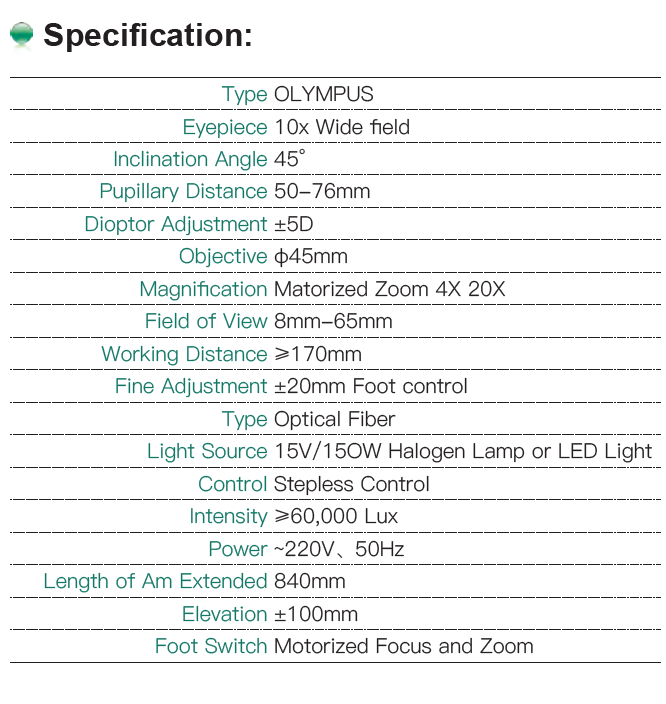 Specification:
Type OLYMPUS
Eyepiece 10x Wide field
Inclination Angle 45°
Pupillary Distance 50–76mm
Dioptor Adjustment ±5D
Objective ф45mm
Magnification Matorized Zoom 4X 20X
Field of View 8mm–65mm
Working Distance ≥170mm
Fine Adjustment ±20mm Foot control
Type Optical Fiber
Light Source 15V/15OW Halogen Lamp or LED Light
Control Stepless Control
Intensity ≥60,000 Lux
Power ~220V、50Hz
Length of Am Extended 840mm
Elevation ±100mm
Foot Switch Motorized Focus and Zoom